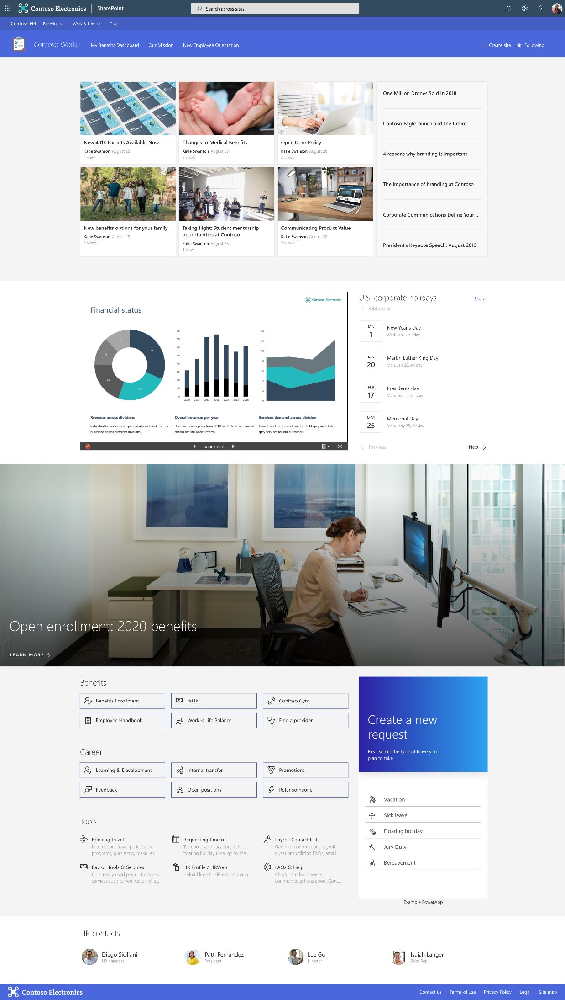 Contoso Electronics
SharePoint
Search across sites
Contoso HR
Benefits
Work & Life
Give
Contoso Works
My Benefits Dashboard
Our Mission
New Employee Orientation
Create site
Following
New 401K Packets Available Now
Katie Swanson August 28
1 view
Changes to Medical Benefits
Katie Swanson August 28
2 views
Open Door Policy
Katie Swanson August 28
2 views
New benefits options for your family
Katie Swanson August 28
2 views
Taking flight: Student mentorship
opportunities at Contoso
Katie Swanson August 28
1 view
Communicating Product Value
Katie Swanson August 28
2 views
One Million Drones Sold in 2018
Contoso Eagle launch and the future
4 reasons why branding is important
The importance of branding at Contoso
Corporate Communications Define Your ...
President's Keynote Speech: August 2019
Contoso Electronics
Financial status
9
24
10
15
18
80
70
60
50
40
30
20
10
0
2010 2011 2012 2013 2014 2015 2016
14
12
10
8
6
4
2
0
Revenue across divisions
Individual businesses are going really well and revenue
is divided across different divisions.
Overall revenue per year
Revenue across years from 2010 to 2016. New financial
details are still under review.
Services demand across division
Growth and direction of orange, light grey and dark
grey services for our customers.
SLIDE 1 OF 2
U.S. corporate holidays
See all
Add event
JAN
1
New Year's Day
Wed, Jan 1, All day
JAN
20
Martin Luther King Day
Mon, Jan 20, All day
FEB
17
Presidents day
Mon, Feb 17, All day
MAY
25
Memorial Day
Mon, May 25, All day
Previous
Next
Open enrollment: 2020 benefits
LEARN MORE
Benefits
Benefits Enrollment
401k
Contoso Gym
Employee Handbook
Work < Life Balance
Find a provider
Career
Learning & Development
Internal transfer
Promotions
Feedback
Open positions
Refer someone
Tools
Booking travel
Learn about travel policies and
programs, plan a trip, make res...
Requesting time off
To report your vacation, sick, or
floating holiday time, go to the ...
Payroll Contact List
Get information about payroll
questions utilizing FAQs, email ...
Payroll Tools & Services
Commonly used payroll tools and
services such as verification of e...
HR Profile / HRWeb
Helpful links to HR related items
FAQs & Help
Check here for answers to
common questions about Cont...
Create a new
request
First, select the type of leave you
plan to take
Vacation
Sick leave
Floating holiday
Jury Duty
Bereavement
Example PowerApp
HR contacts
Diego Siciliani
HR Manager
Patti Fernandez
President
Lee Gu
Director
Isaiah Langer
Sales Rep
Contoso Electronics
Contact us
Terms of use
Privacy Policy
Legal
Site map